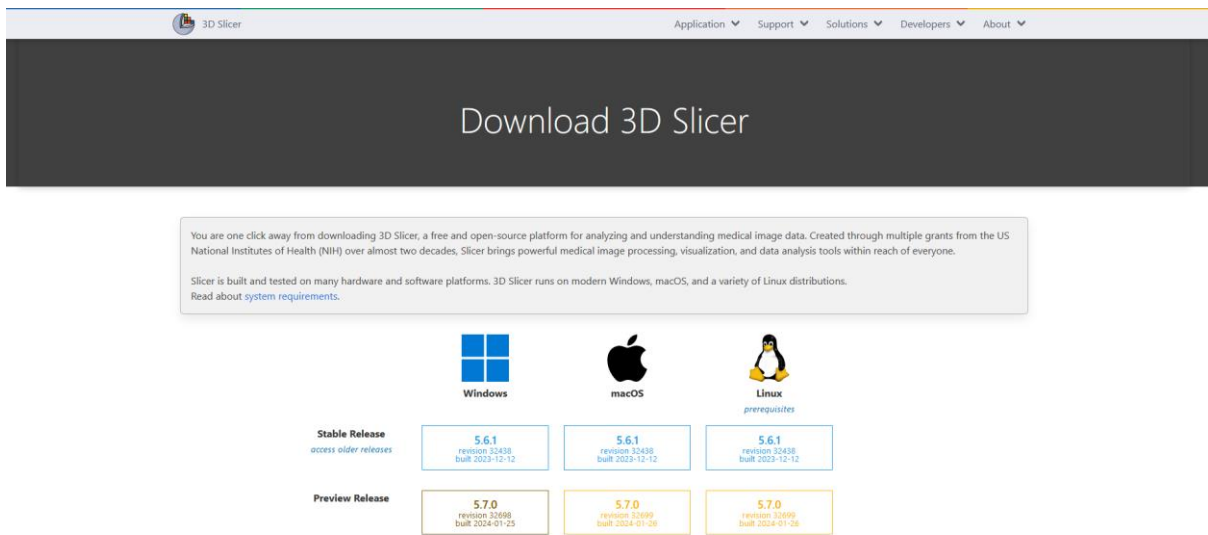 3D Slicer
Application Support Solutions Developers About
Download 3D Slicer
You are one click away from downloading 3D Slicer, a free and open-source platform for analyzing and understanding medical image data. Created through multiple grants from the US
National Institutes of Health (NIH) over almost two decades, Slicer brings powerful medical image processing, visualization, and data analysis tools within reach of everyone.
Slicer is built and tested on many hardware and software platforms. 3D Slicer runs on modern Windows, macOS, and a variety of Linux distributions.
Read about system requirements.
Windows macOS Linux
prerequisites
Stable Release
access older releases
5.6.1 5.6.1 5.6.1
revision 32438 revision 32438 revision 32438
built 2023-12-12 built 2023-12-12 built 2023-12-12
Preview Release
5.7.0 5.7.0 5.7.0
revision 32698 revision 32699 revision 32699
built 2024-01-25 built 2024-01-26 built 2024-01-26